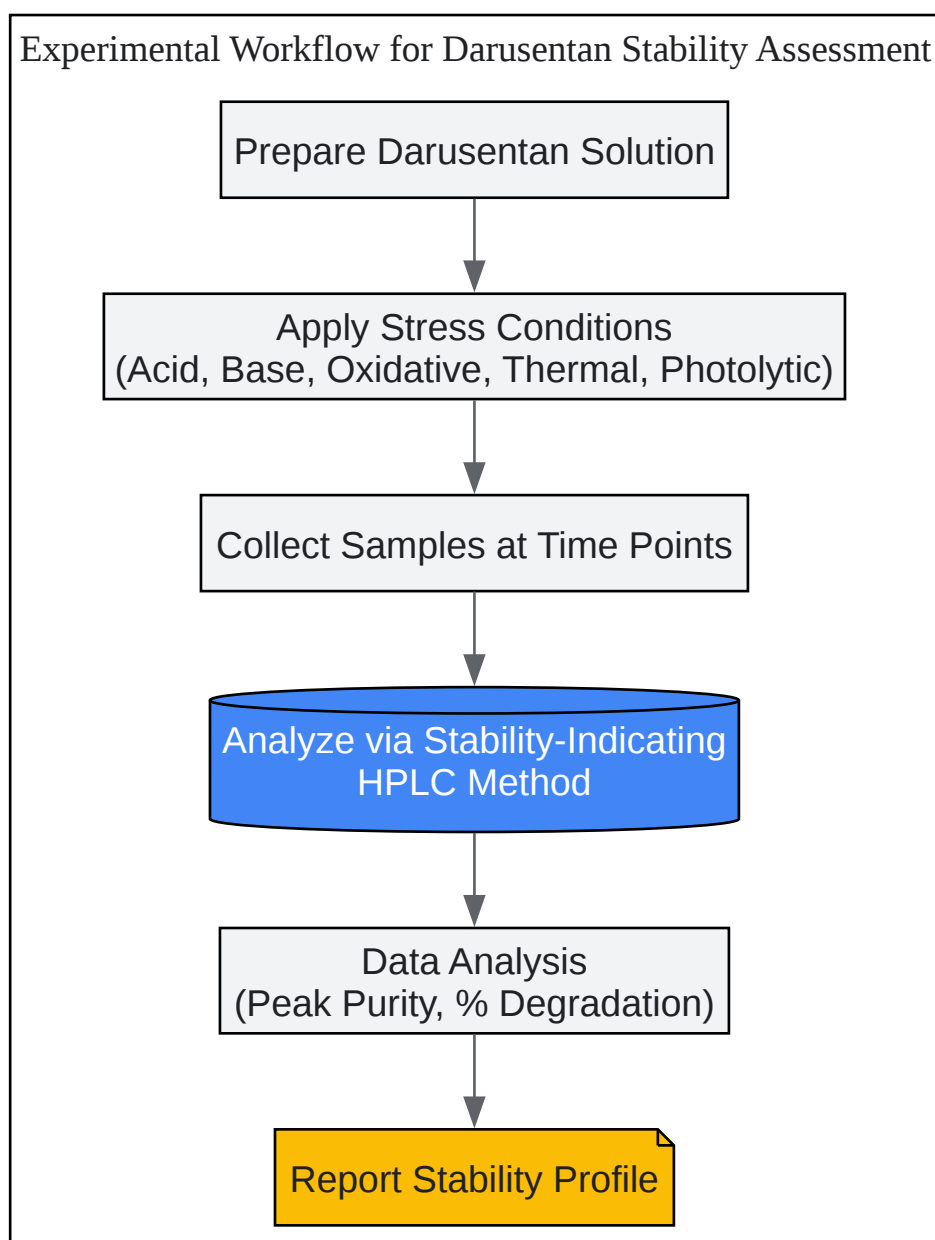 Experimental Workflow for Darusentan Stability Assessment
Prepare Darusentan Solution
Apply Stress Conditions
(Acid, Base, Oxidative, Thermal, Photolytic)
Collect Samples at Time Points
Analyze via Stability-Indicating
HPLC Method
Data Analysis
(Peak Purity, % Degradation)
Report Stability Profile